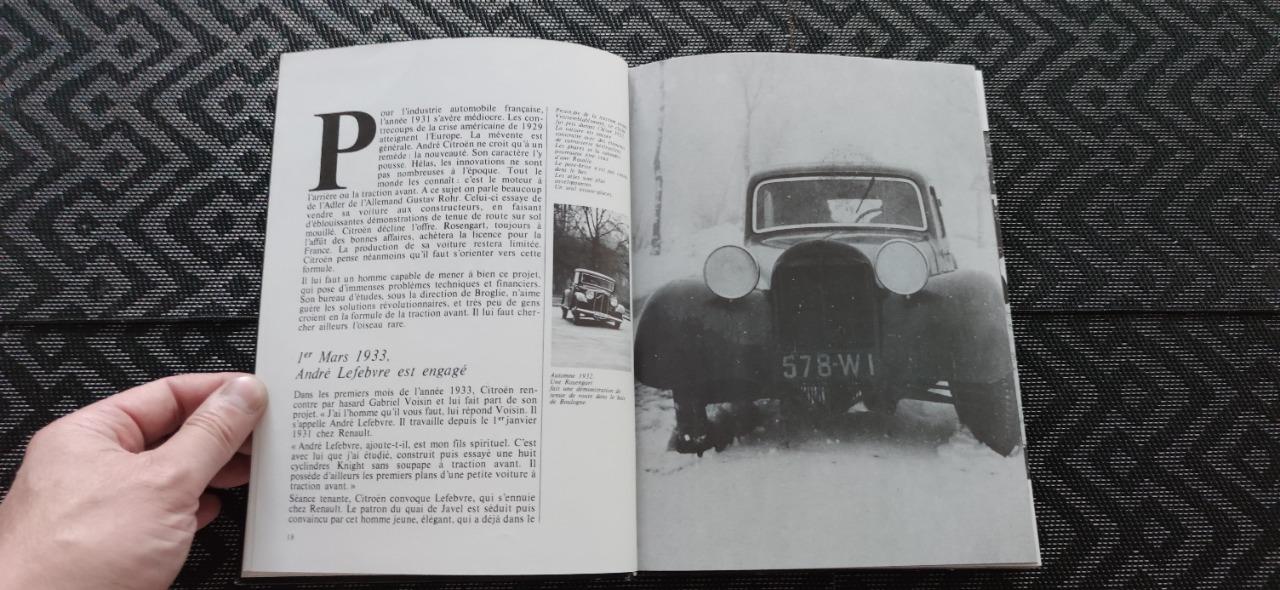 Pour l'industrie automobile française,
l'année 1931 s'avère médiocre. Les con-
trecoups de la crise américaine de 1929
atteignent l'Europe. La mévente est
générale. André Citroën ne croit qu'à un
remède : la nouveauté. Son caractère l'y
pousse. Hélas, les innovations ne sont
pas nombreuses à l'époque. Tout le
monde les connaît : c'est le moteur à
l'arrière ou la traction avant. A ce sujet on parle beaucoup
de l'Adler de l'Allemand Gustav Rohr. Celui-ci essaye de
vendre sa voiture aux constructeurs, en faisant
d'éblouissantes démonstrations de tenue de route sur sol
mouillé. Citroën décline l'offre. Rosengart, toujours à
l'affût des bonnes affaires, achètera la licence pour la
France. La production de sa voiture restera limitée.
Citroën pense néanmoins qu'il faut s'orienter vers cette
formule.
Il lui faut un homme capable de mener à bien ce projet,
qui pose d'immenses problèmes techniques et financiers.
Son bureau d'études, sous la direction de Broglie, n'aime
guère les solutions révolutionnaires, et très peu de gens
croient en la formule de la traction avant. Il lui faut cher-
cher ailleurs l'oiseau rare.
1er Mars 1933.
André Lefebvre est engagé
Dans les premiers mois de l'année 1933, Citroën ren-
contre par hasard Gabriel Voisin et lui fait part de son
projet. « J'ai l'homme qu'il vous faut, lui répond Voisin. Il
s'appelle André Lefebvre. Il travaille depuis le 1er janvier
1931 chez Renault.
« André Lefebvre, ajoute-t-il, est mon fils spirituel. C'est
avec lui que j'ai étudié, construit puis essayé une huit
cylindres Knight sans soupape à traction avant. Il
possède d'ailleurs les premiers plans d'une petite voiture à
traction avant. »
Séance tenante, Citroën convoque Lefebvre, qui s'ennuie
chez Renault. Le patron du quai de Javel est séduit puis
convaincu par cet homme jeune, élégant, qui a déjà dans le
18
dans le bas.
Les ailes sont plus
enveloppantes.
Un seul essuie-glaces.
Automne 1932.
Une Rosengart
fait une démonstration de
tenue de route dans le bois
de Boulogne.
578-W1